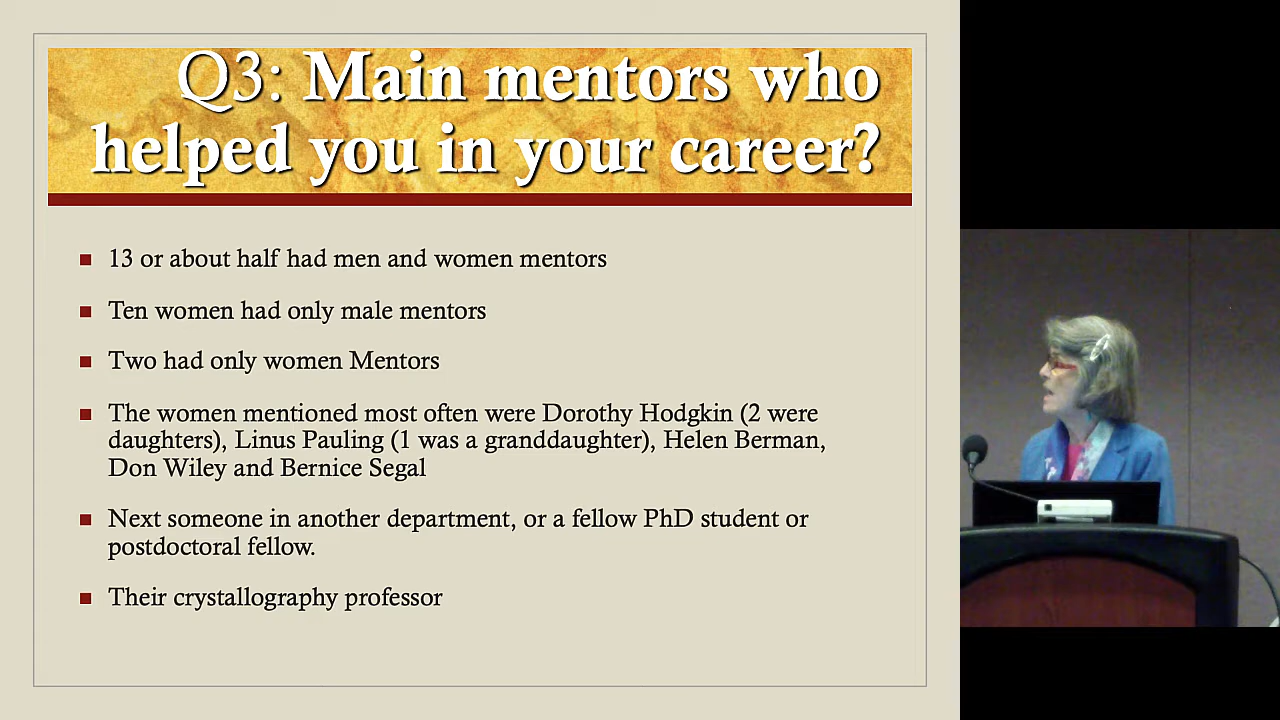 Q3: Main mentors who
helped you in your career?
13 or about half had men and women mentors
Ten women had only male mentors
Two had only women Mentors
The women mentioned most often were Dorothy Hodgkin (2 were
daughters), Linus Pauling (1 was a granddaughter), Helen Berman,
Don Wiley and Bernice Segal
Next someone in another department, or a fellow PhD student or
postdoctoral fellow.
Their crystallography professor